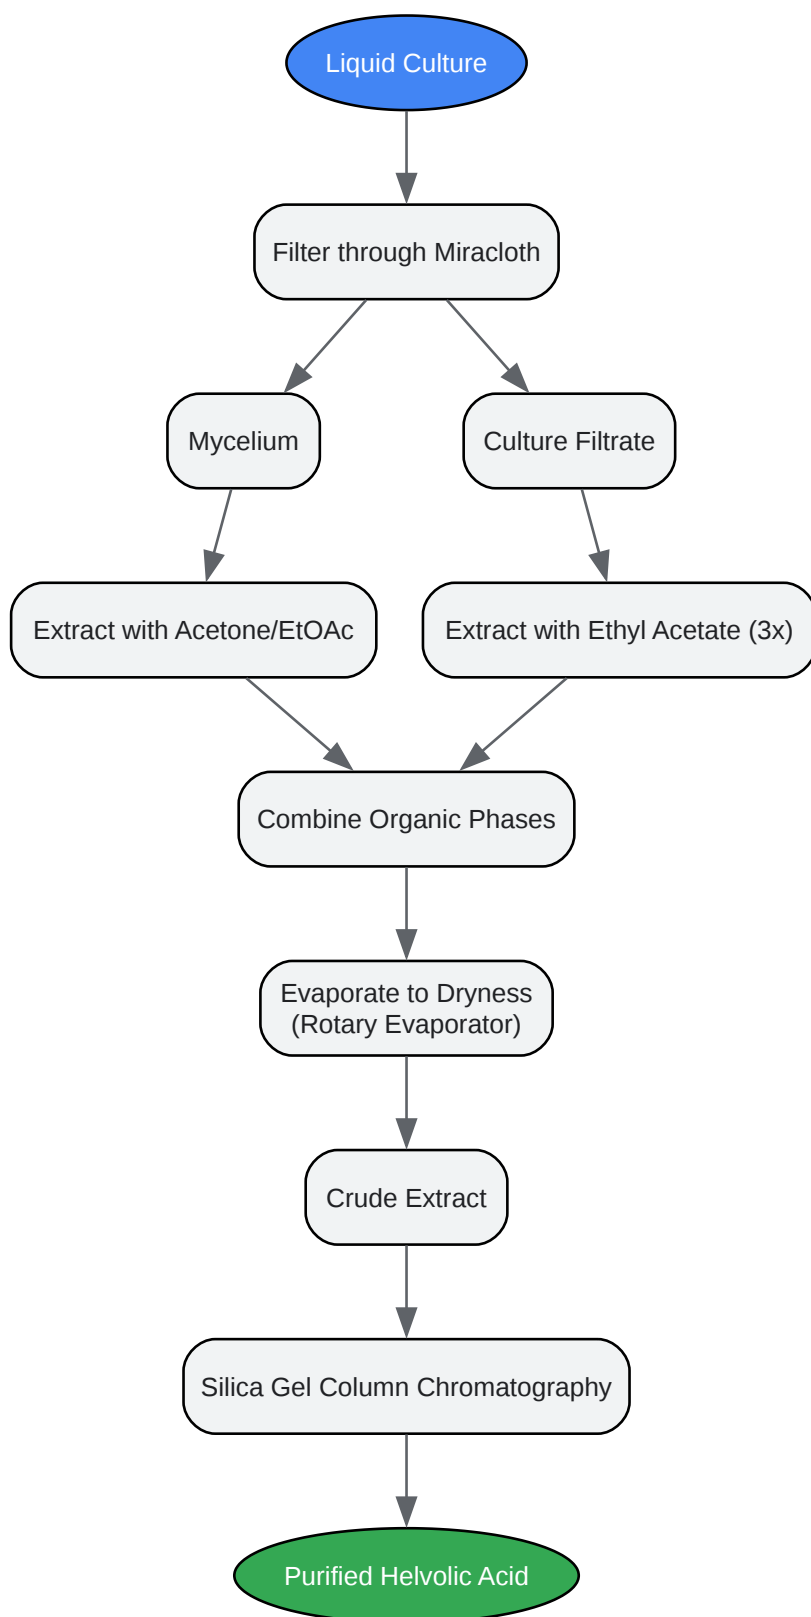 Liquid Culture
Filter through Miracloth
Mycelium
Culture Filtrate
Extract with Acetone/EtOAc
Extract with Ethyl Acetate (3x)
Combine Organic Phases
Evaporate to Dryness
(Rotary Evaporator)
Crude Extract
Silica Gel Column Chromatography
Purified Helvolic Acid